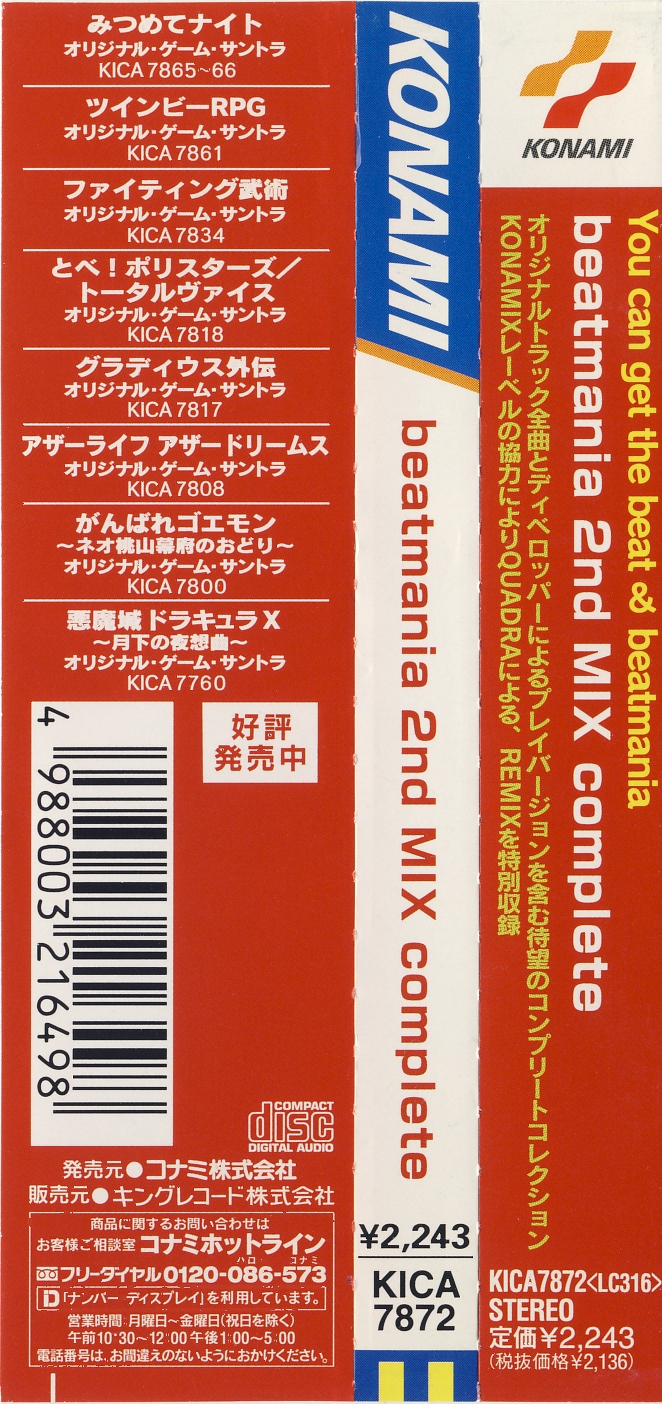 みつめてナイト
オリジナル・ゲーム・サントラ
KICA7865~66
ツインビーRPG
オリジナル・ゲーム・サントラ
KICA7861
ファイティング武術
オリジナル・ゲーム・サントラ
KICA7834
とべ！ポリスターズ／
トータルヴァイス
オリジナル・ゲーム・サントラ
KICA7818
グラディウス外伝
オリジナル・ゲーム・サントラ
KICA7817
アザーライフ アザードリームス
オリジナル・ゲーム・サントラ
KICA7808
がんばれゴエモン
～ネオ桃山幕府のおどり～
オリジナル・ゲーム・サントラ
KICA7800
悪魔城ドラキュラX
～月下の夜想曲～
オリジナル・ゲーム・サントラ
KICA7760
好評
発売中
4 988003 216498
COMPACT
disc
DIGITAL AUDIO
発売元●コナミ株式会社
販売元●キングレコード株式会社
商品に関するお問い合わせは
お客様ご相談室 コナミホットライン
ハロー コナミ
フリーダイヤル0120-086-573
D「ナンバー ディスプレイ」を利用しています。
営業時間 月曜日～金曜日(祝日を除く)
午前10:30～12:00 午後1:00～5:00
電話番号は、お間違えのないようにおかけください。
KONAMI
beatmania 2nd MIX complete
¥2,243
KICA
7872
KONAMI
You can get the beat & beatmania
beatmania 2nd MIX complete
オリジナルトラック全曲とディベロッパーによるプレイバージョンを含む待望のコンプリートコレクション
KONAMIXレーベルの協力によりQUADRAによる、REMIXを特別収録
KICA7872<LC316>
STEREO
定価¥2,243
(税抜価格¥2,136)